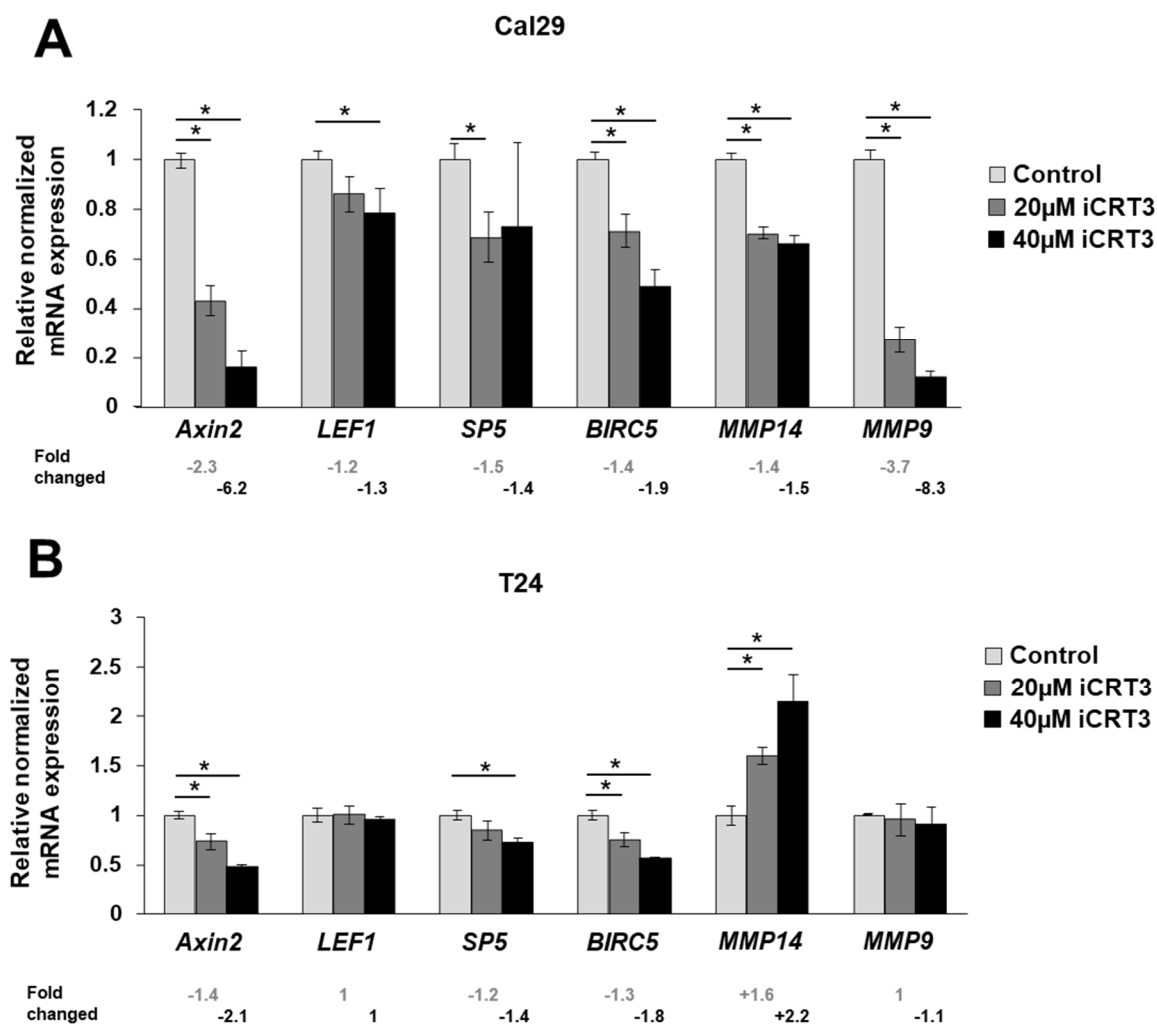 A
Cal29
Relative normalized
mRNA expression
1.2
1
0.8
0.6
0.4
0.2
0
* * * * * * * * * *
Control
20µM iCRT3
40µM iCRT3
Axin2 LEF1 SP5 BIRC5 MMP14 MMP9
Fold
changed
-2.3 -1.2 -1.5 -1.4 -1.4 -3.7
-6.2 -1.3 -1.4 -1.9 -1.5 -8.3
B
T24
Relative normalized
mRNA expression
3
2.5
2
1.5
1
0.5
0
* * * * * * *
Control
20µM iCRT3
40µM iCRT3
Axin2 LEF1 SP5 BIRC5 MMP14 MMP9
Fold
changed
-1.4 1 -1.2 -1.3 +1.6 1
-2.1 1 -1.4 -1.8 +2.2 -1.1